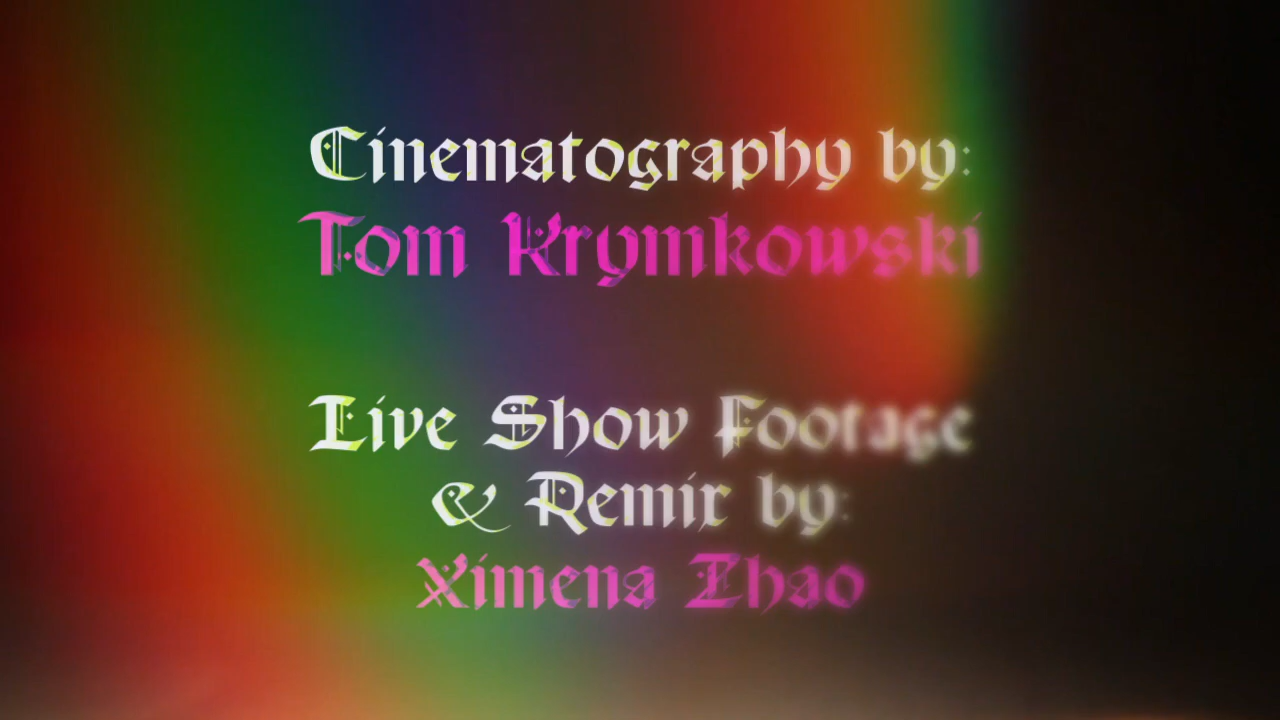 Cinematography by:
Tom Krymkowski
Live Show Footage
& Remix by:
Ximena Zhao